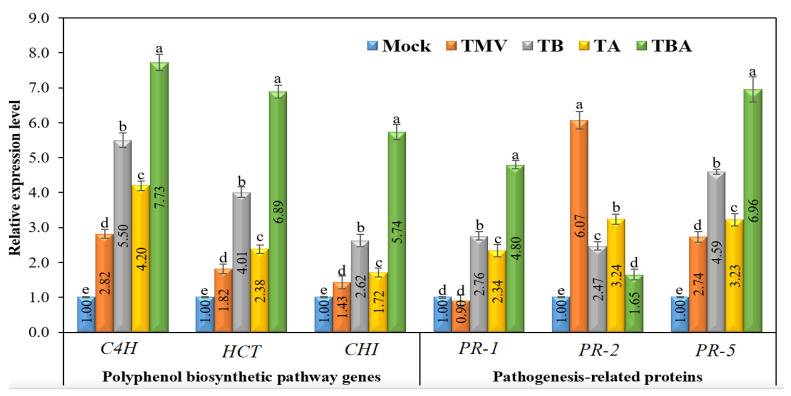 Relative expression level
9.0
8.0
7.0
6.0
5.0
4.0
3.0
2.0
1.0
0.0
Mock TMV TB TA TBA
e d b c a
1.00 2.82 5.50 4.20 7.73
e d b c a
1.00 1.82 4.01 2.38 6.89
e d b c a
1.00 1.43 2.62 1.72 5.74
d d b c a
1.00 0.90 2.76 2.34 4.80
e a c b d
1.00 6.07 2.47 3.24 1.65
e d b c a
1.00 2.74 4.59 3.23 6.96
C4H HCT CHI PR-1 PR-2 PR-5
Polyphenol biosynthetic pathway genes Pathogenesis-related proteins